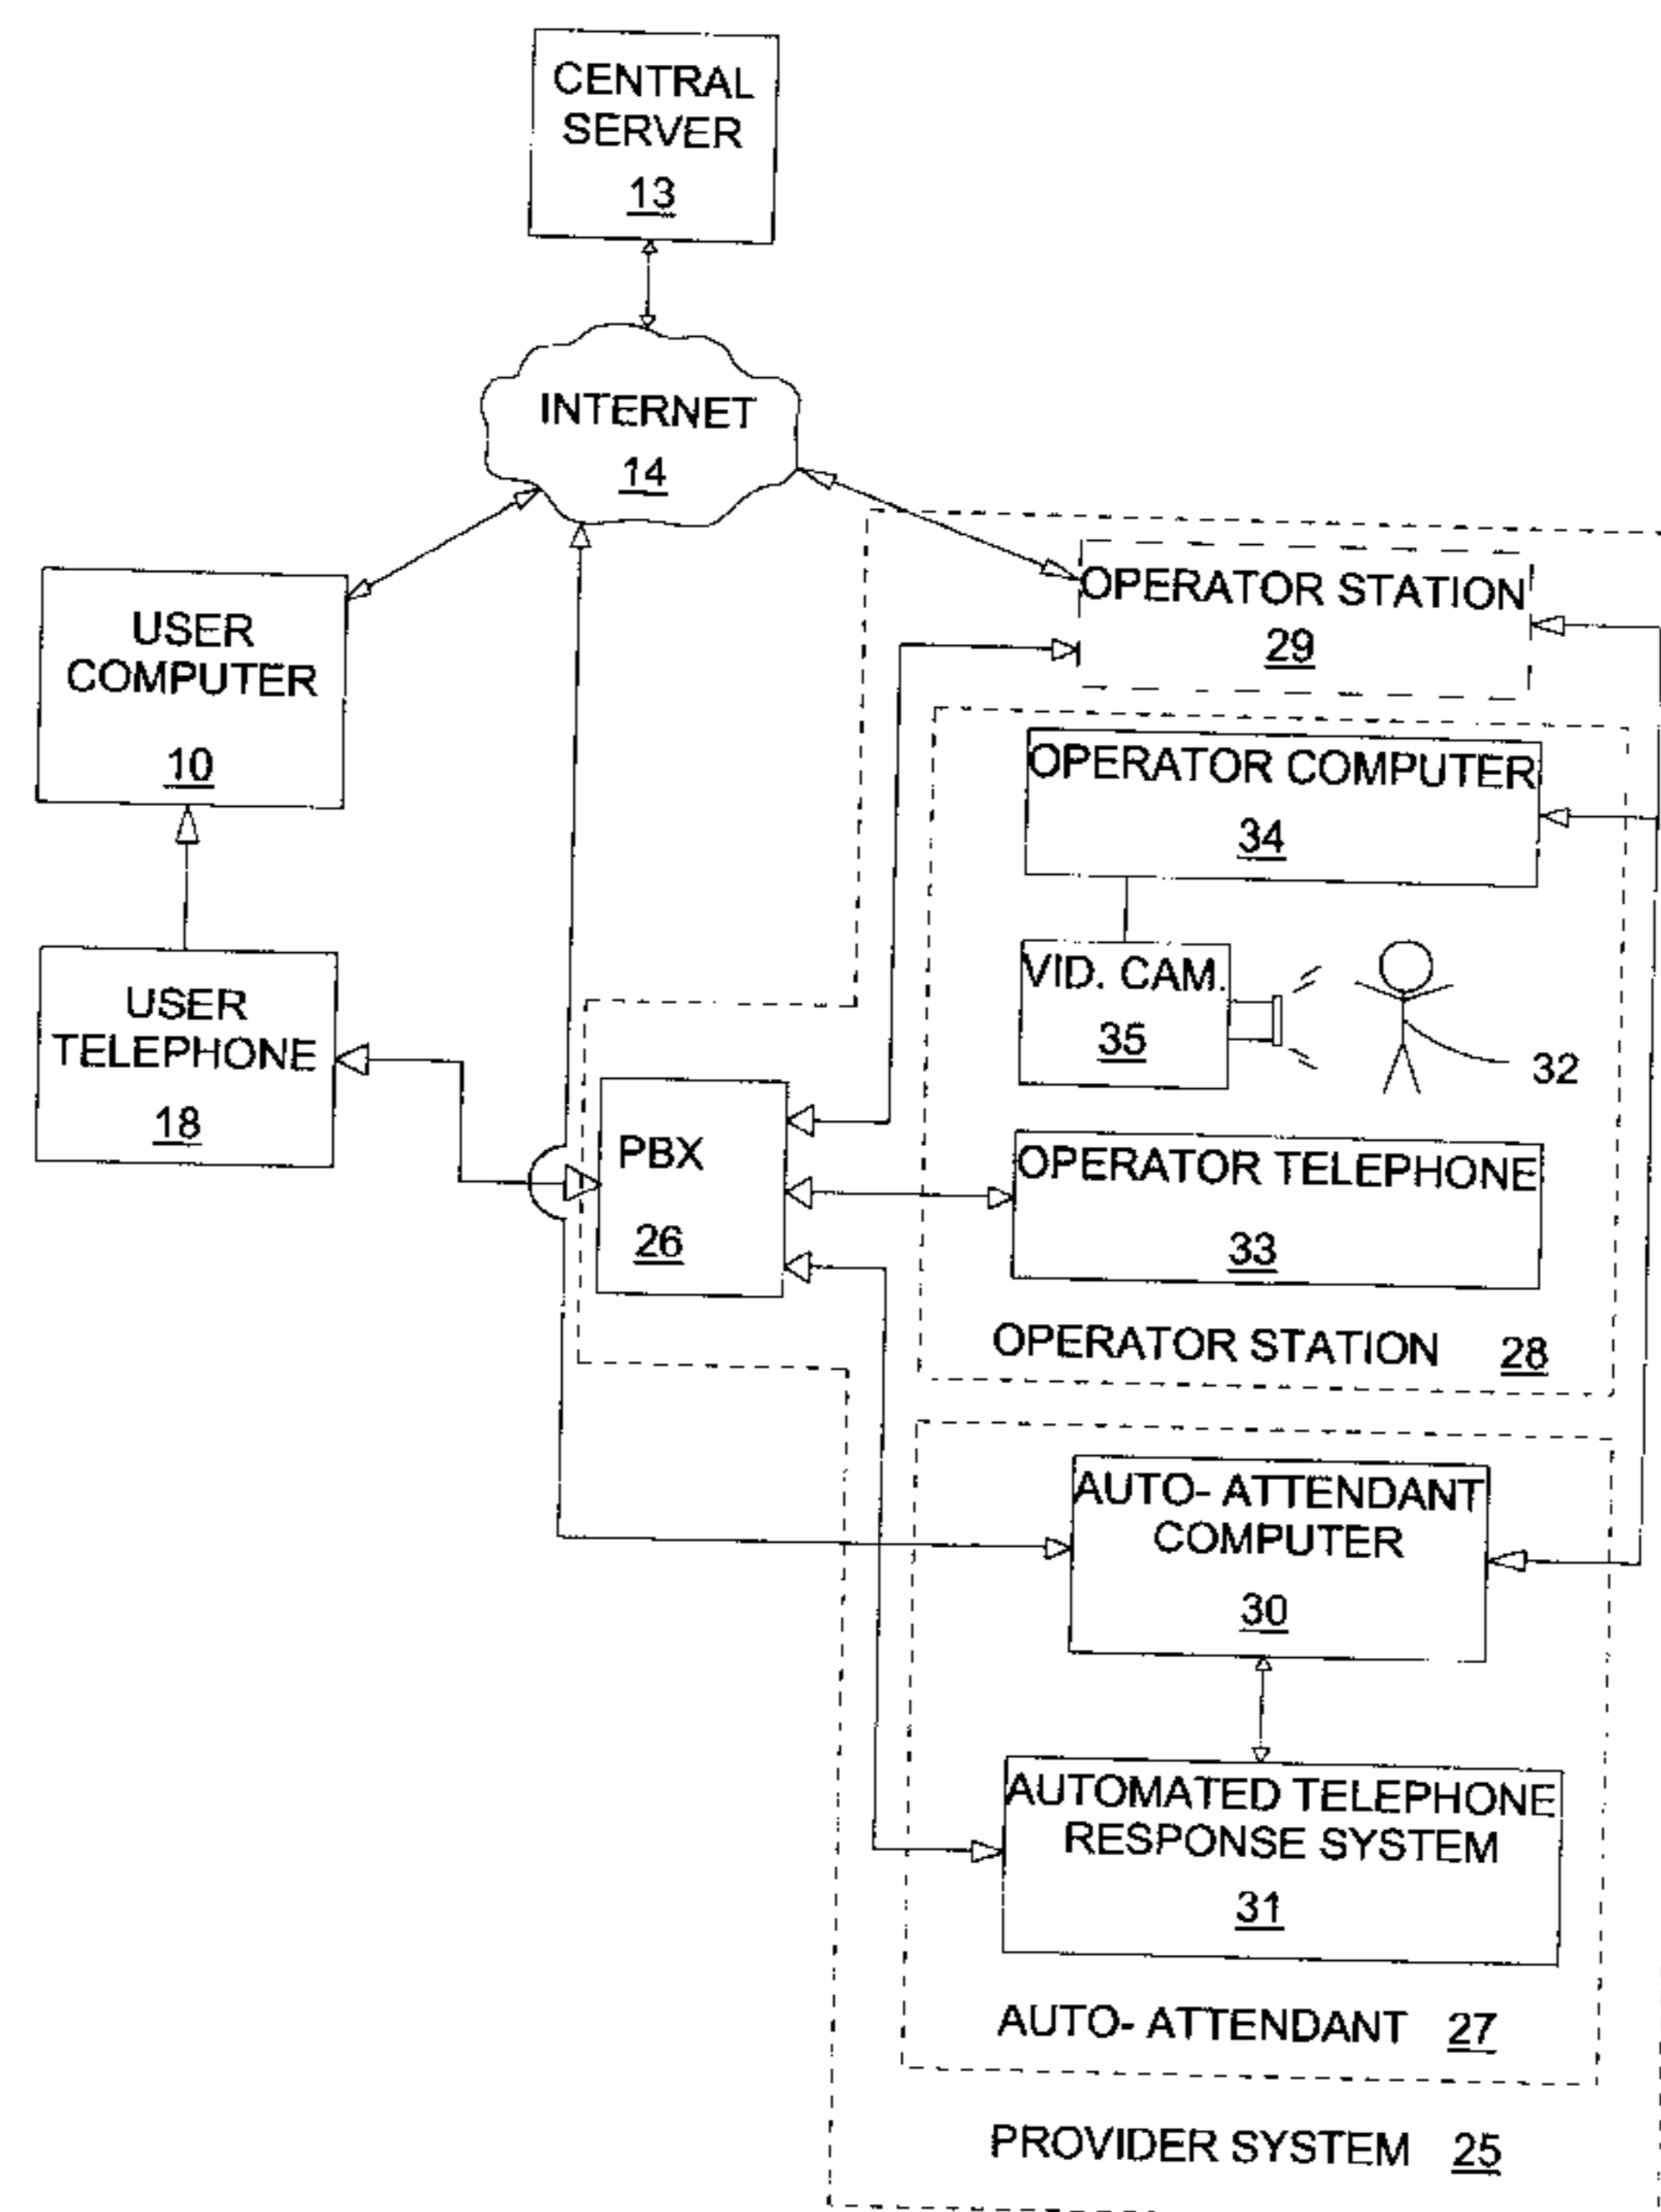 CENTRAL
SERVER
13
INTERNET
14
USER
COMPUTER
10
OPERATOR STATION
29
OPERATOR COMPUTER
34
USER
TELEPHONE
18
VID. CAM.
35
32
PBX
26
OPERATOR TELEPHONE
33
OPERATOR STATION 28
AUTO- ATTENDANT
COMPUTER
30
AUTOMATED TELEPHONE
RESPONSE SYSTEM
31
AUTO- ATTENDANT 27
PROVIDER SYSTEM 25